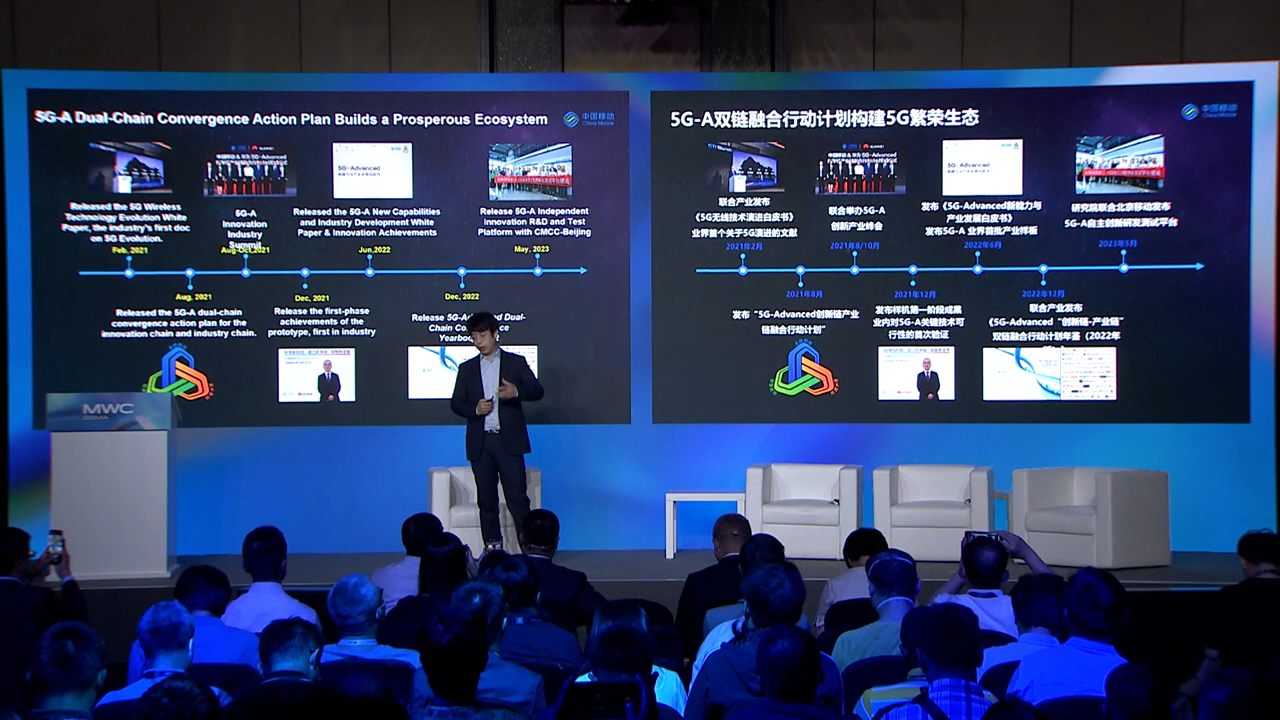 5G-A Dual-Chain Convergence Action Plan Builds a Prosperous Ecosystem
中国移动
China Mobile
5G-Advanced
Released the 5G Wireless
Technology Evolution White
Paper, the industry's first doc
on 5G Evolution.
Feb, 2021
5G-A
Innovation
Industry
Summit
Aug-Oct,2021
Released the 5G-A New Capabilities
and Industry Development White
Paper & Innovation Achievements
Jun,2022
Release 5G-A Independent
Innovation R&D and Test
Platform with CMCC-Beijing
May, 2023
Aug, 2021
Released the 5G-A dual-chain
convergence action plan for the
innovation chain and industry chain.
Dec, 2021
Release the first-phase
achievements of the
prototype, first in industry
Dec, 2022
Release 5G-
Dual-
Chain
Yearbo
MWC
5G-A双链融合行动计划构建5G繁荣生态
中国移动
China Mobile
5G-Advanced
联合产业发布
《5G无线技术演进白皮书》
业界首个关于5G演进的文献
2021年2月
联合举办5G-A
创新产业峰会
2021年8/10月
发布《5G-Advanced新能力与
产业发展白皮书》
发布5G-A 业界首批产业样板
2022年6月
研究院联合北京移动发布
5G-A自主创新研发测试平台
2023年5月
2021年8月
发布“5G-Advanced创新链产业
链融合行动计划”
2021年12月
发布样机第一阶段成果
业内对5G-A关键技术可
行性的首次验证
2022年12月
联合产业发布
《5G-Advanced“创新链-产业链”
双链融合行动计划年鉴（2022年